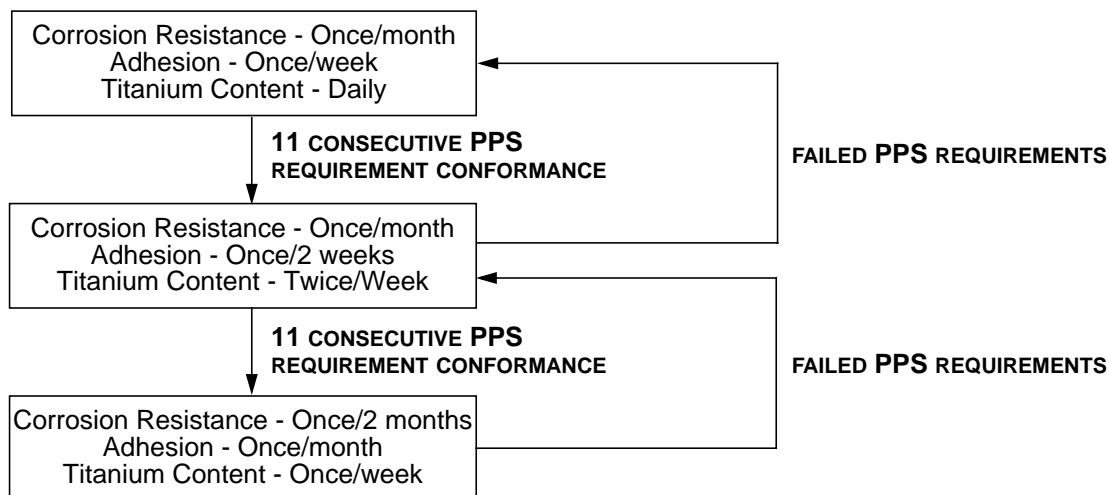 Corrosion Resistance - Once/month
Adhesion - Once/week
Titanium Content - Daily
11 CONSECUTIVE PPS
REQUIREMENT CONFORMANCE
FAILED PPS REQUIREMENTS
Corrosion Resistance - Once/month
Adhesion - Once/2 weeks
Titanium Content - Twice/Week
11 CONSECUTIVE PPS
REQUIREMENT CONFORMANCE
FAILED PPS REQUIREMENTS
Corrosion Resistance - Once/2 months
Adhesion - Once/month
Titanium Content - Once/week